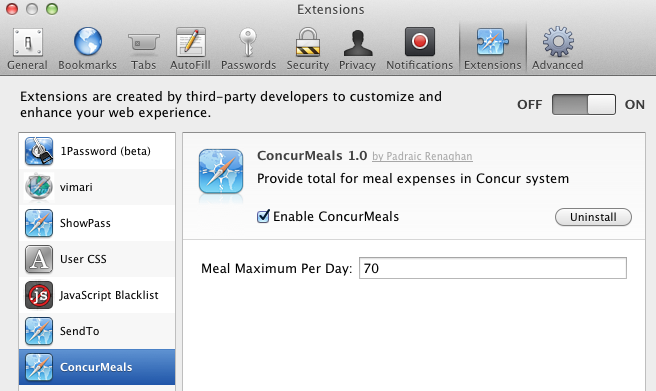 Extensions
General Bookmarks Tabs AutoFill Passwords Security Privacy Notifications Extensions Advanced
Extensions are created by third-party developers to customize and
enhance your web experience.
OFF ON
1Password (beta)
vimari
ShowPass
A
User CSS
.js
JavaScript Blacklist
SendTo
ConcurMeals
ConcurMeals 1.0 by Padraic Renaghan
Provide total for meal expenses in Concur system
Enable ConcurMeals Uninstall
Meal Maximum Per Day: 70